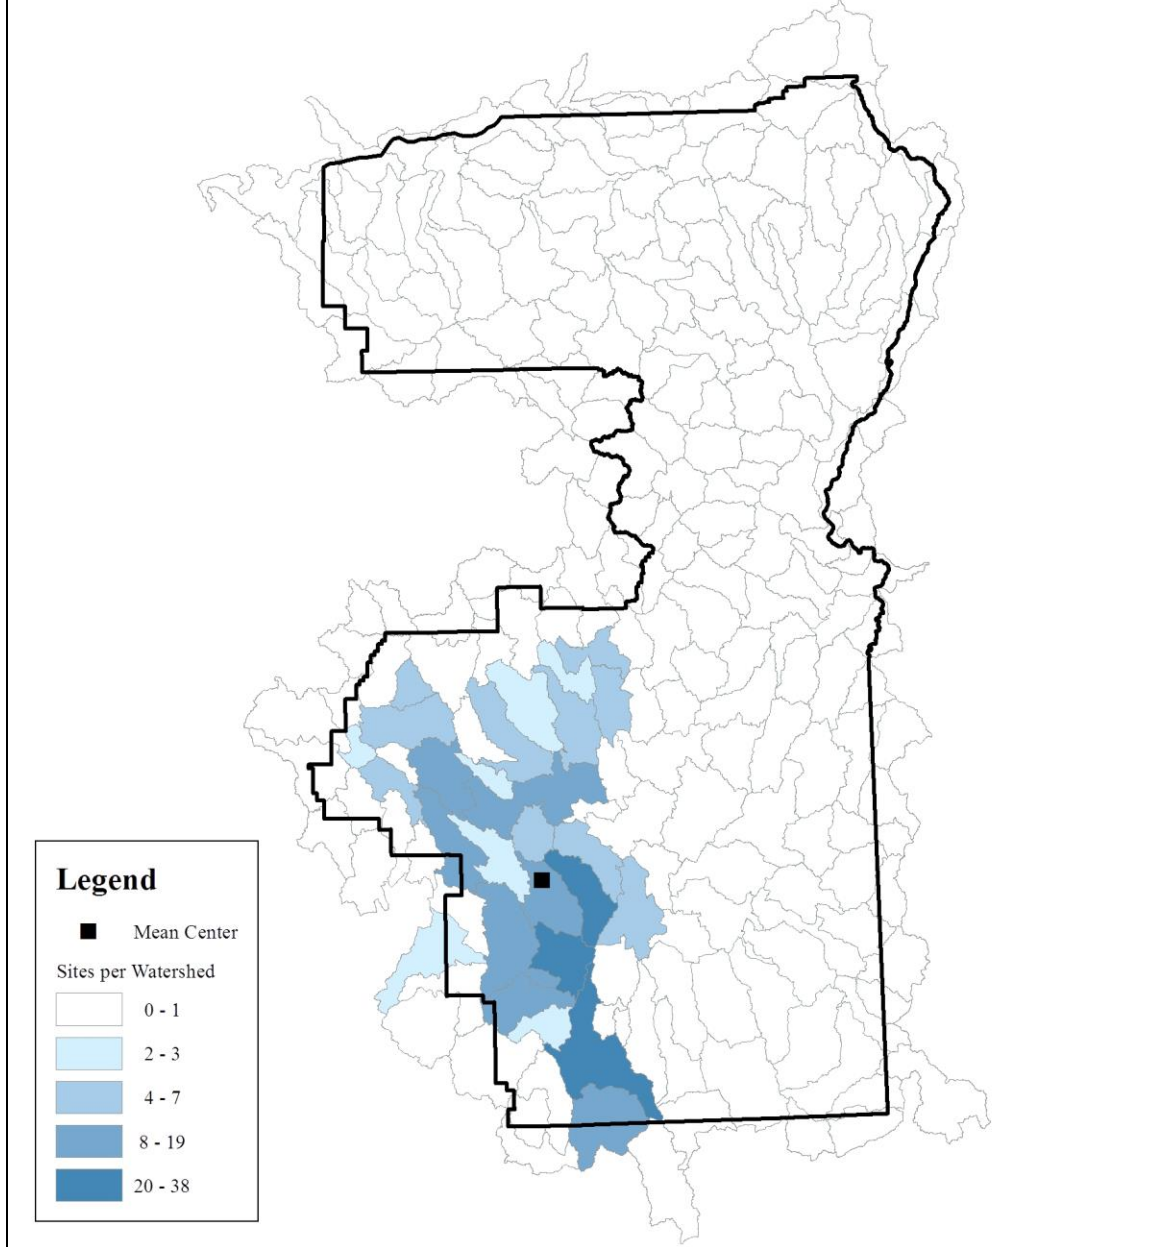 Legend
Mean Center
Sites per Watershed
0 - 1
2 - 3
4 - 7
8 - 19
20 - 38